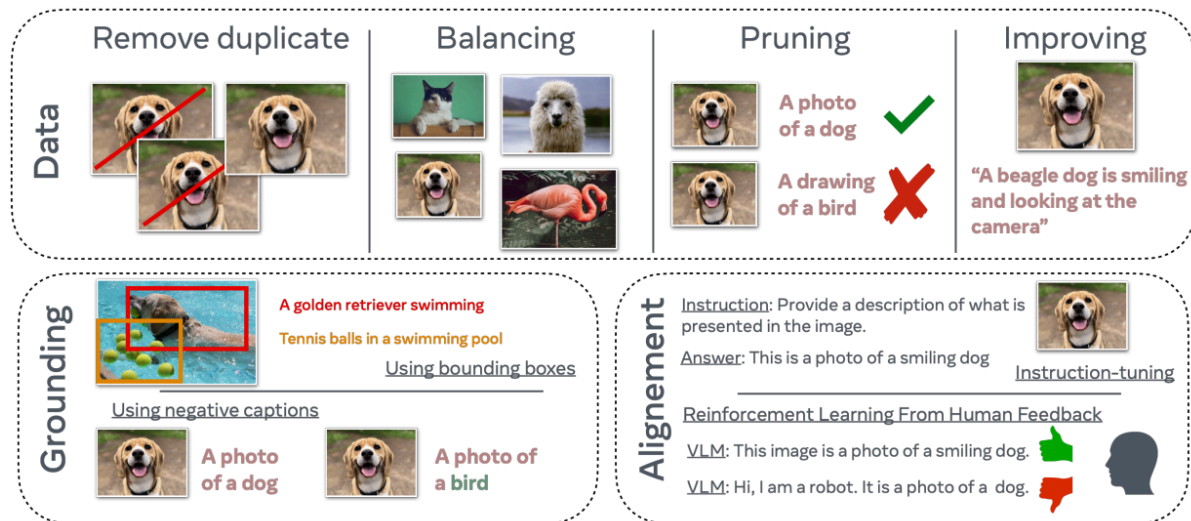 Data
Remove duplicate
Balancing
Pruning
A photo
of a dog
A drawing
of a bird
Improving
“A beagle dog is smiling
and looking at the
camera”
Grounding
A golden retriever swimming
Tennis balls in a swimming pool
Using bounding boxes
Using negative captions
A photo
of a dog
A photo of
a bird
Alignement
Instruction: Provide a description of what is
presented in the image.
Answer: This is a photo of a smiling dog
Instruction-tuning
Reinforcement Learning From Human Feedback
VLM: This image is a photo of a smiling dog.
VLM: Hi, I am a robot. It is a photo of a dog.